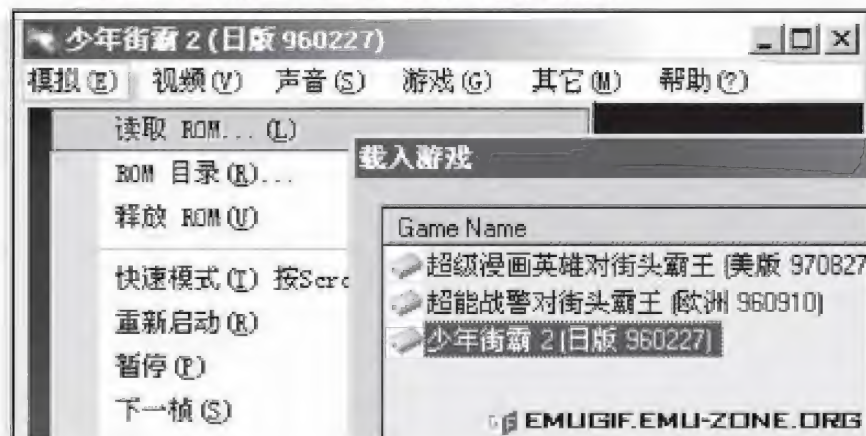 少年街霸 2 (日版 960227)
模拟(E) 视频(V) 声音(S) 游戏(G) 其它(M) 帮助(?)
读取 ROM... (L)
ROM 目录(R)...
释放 ROM(U)
快速模式(T) 按Scro
重新启动(R)
暂停(P)
下一桢(S)
载入游戏
Game Name
超级漫画英雄对街头霸王 (美版 970827
超能战警对街头霸王 (欧洲 960910)
少年街霸 2 (日版 960227)
EMUGIF.EMU-ZONE.ORG